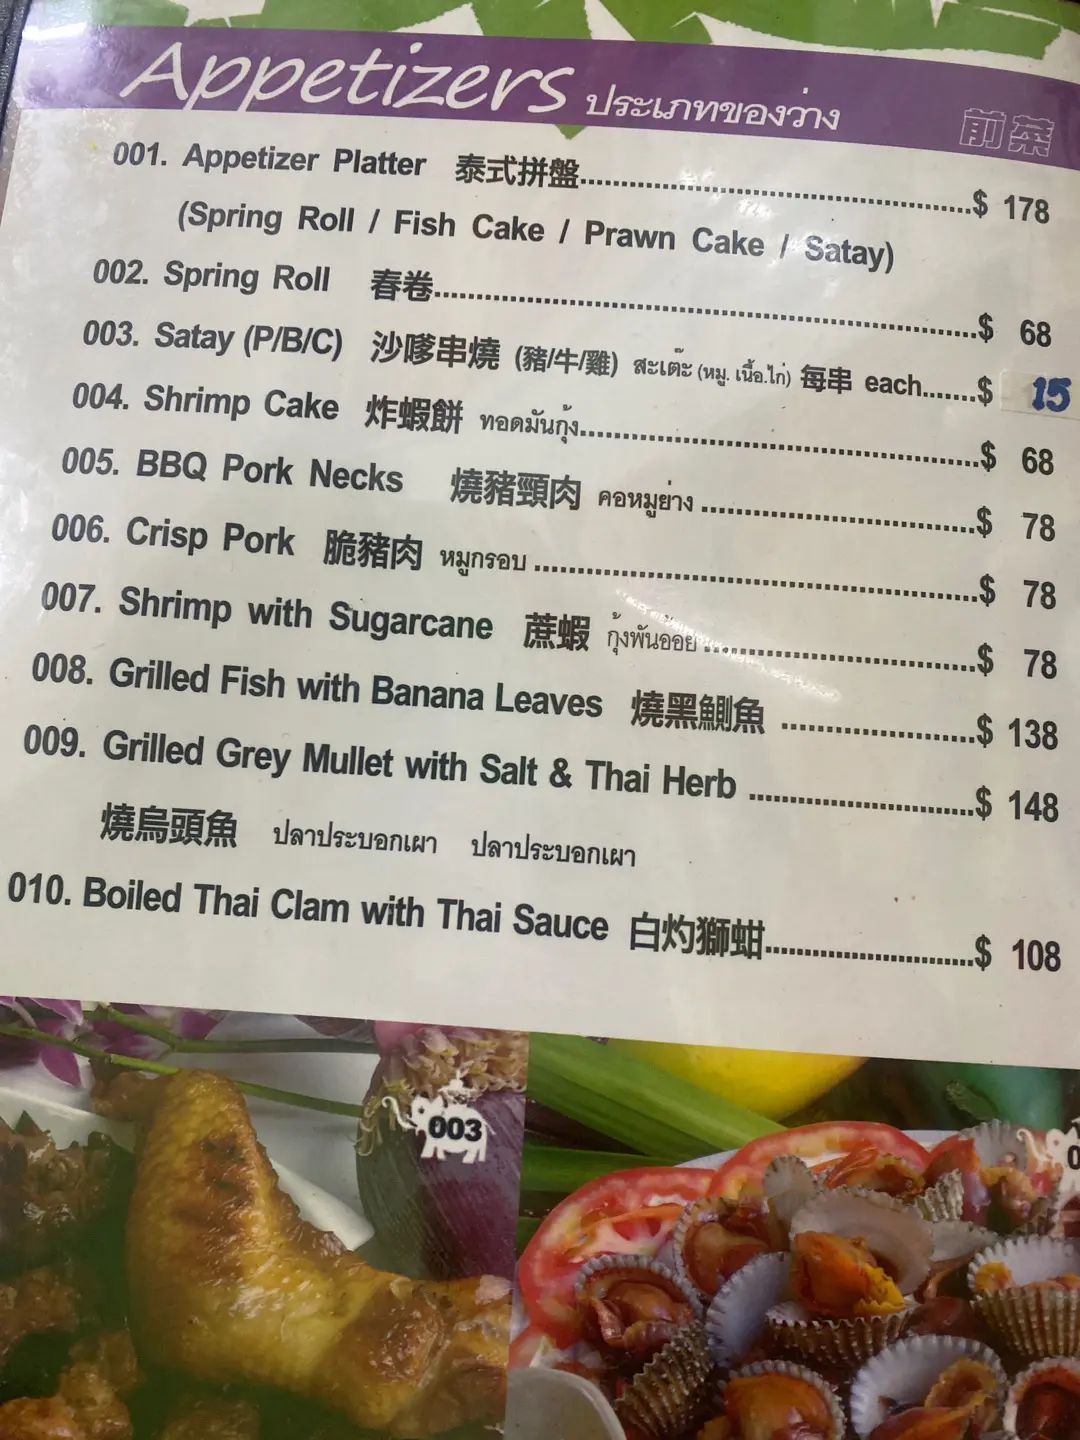 Appetizers ประเภทของว่าง 前菜
001. Appetizer Platter 泰式拼盤.......................................................$ 178
(Spring Roll / Fish Cake / Prawn Cake / Satay)
002. Spring Roll 春卷.......................................................................$ 68
003. Satay (P/B/C) 沙嗲串燒 (豬/牛/雞) สะเต๊ะ (หมู. เนื้อ.ไก่) 每串 each.......$ 15
004. Shrimp Cake 炸蝦餅 ทอดมันกุ้ง..................................................$ 68
005. BBQ Pork Necks 燒豬頸肉 คอหมูย่าง ..................................$ 78
006. Crisp Pork 脆豬肉 หมูกรอบ .......................................................$ 78
007. Shrimp with Sugarcane 蔗蝦 กุ้งพันอ้อย ..................................$ 78
008. Grilled Fish with Banana Leaves 燒黑鰂魚 ........................$ 138
009. Grilled Grey Mullet with Salt & Thai Herb ............................$ 148
燒烏頭魚 ปลาประบอกเผา ปลาประบอกเผา
010. Boiled Thai Clam with Thai Sauce 白灼獅蚶..........................$ 108
003